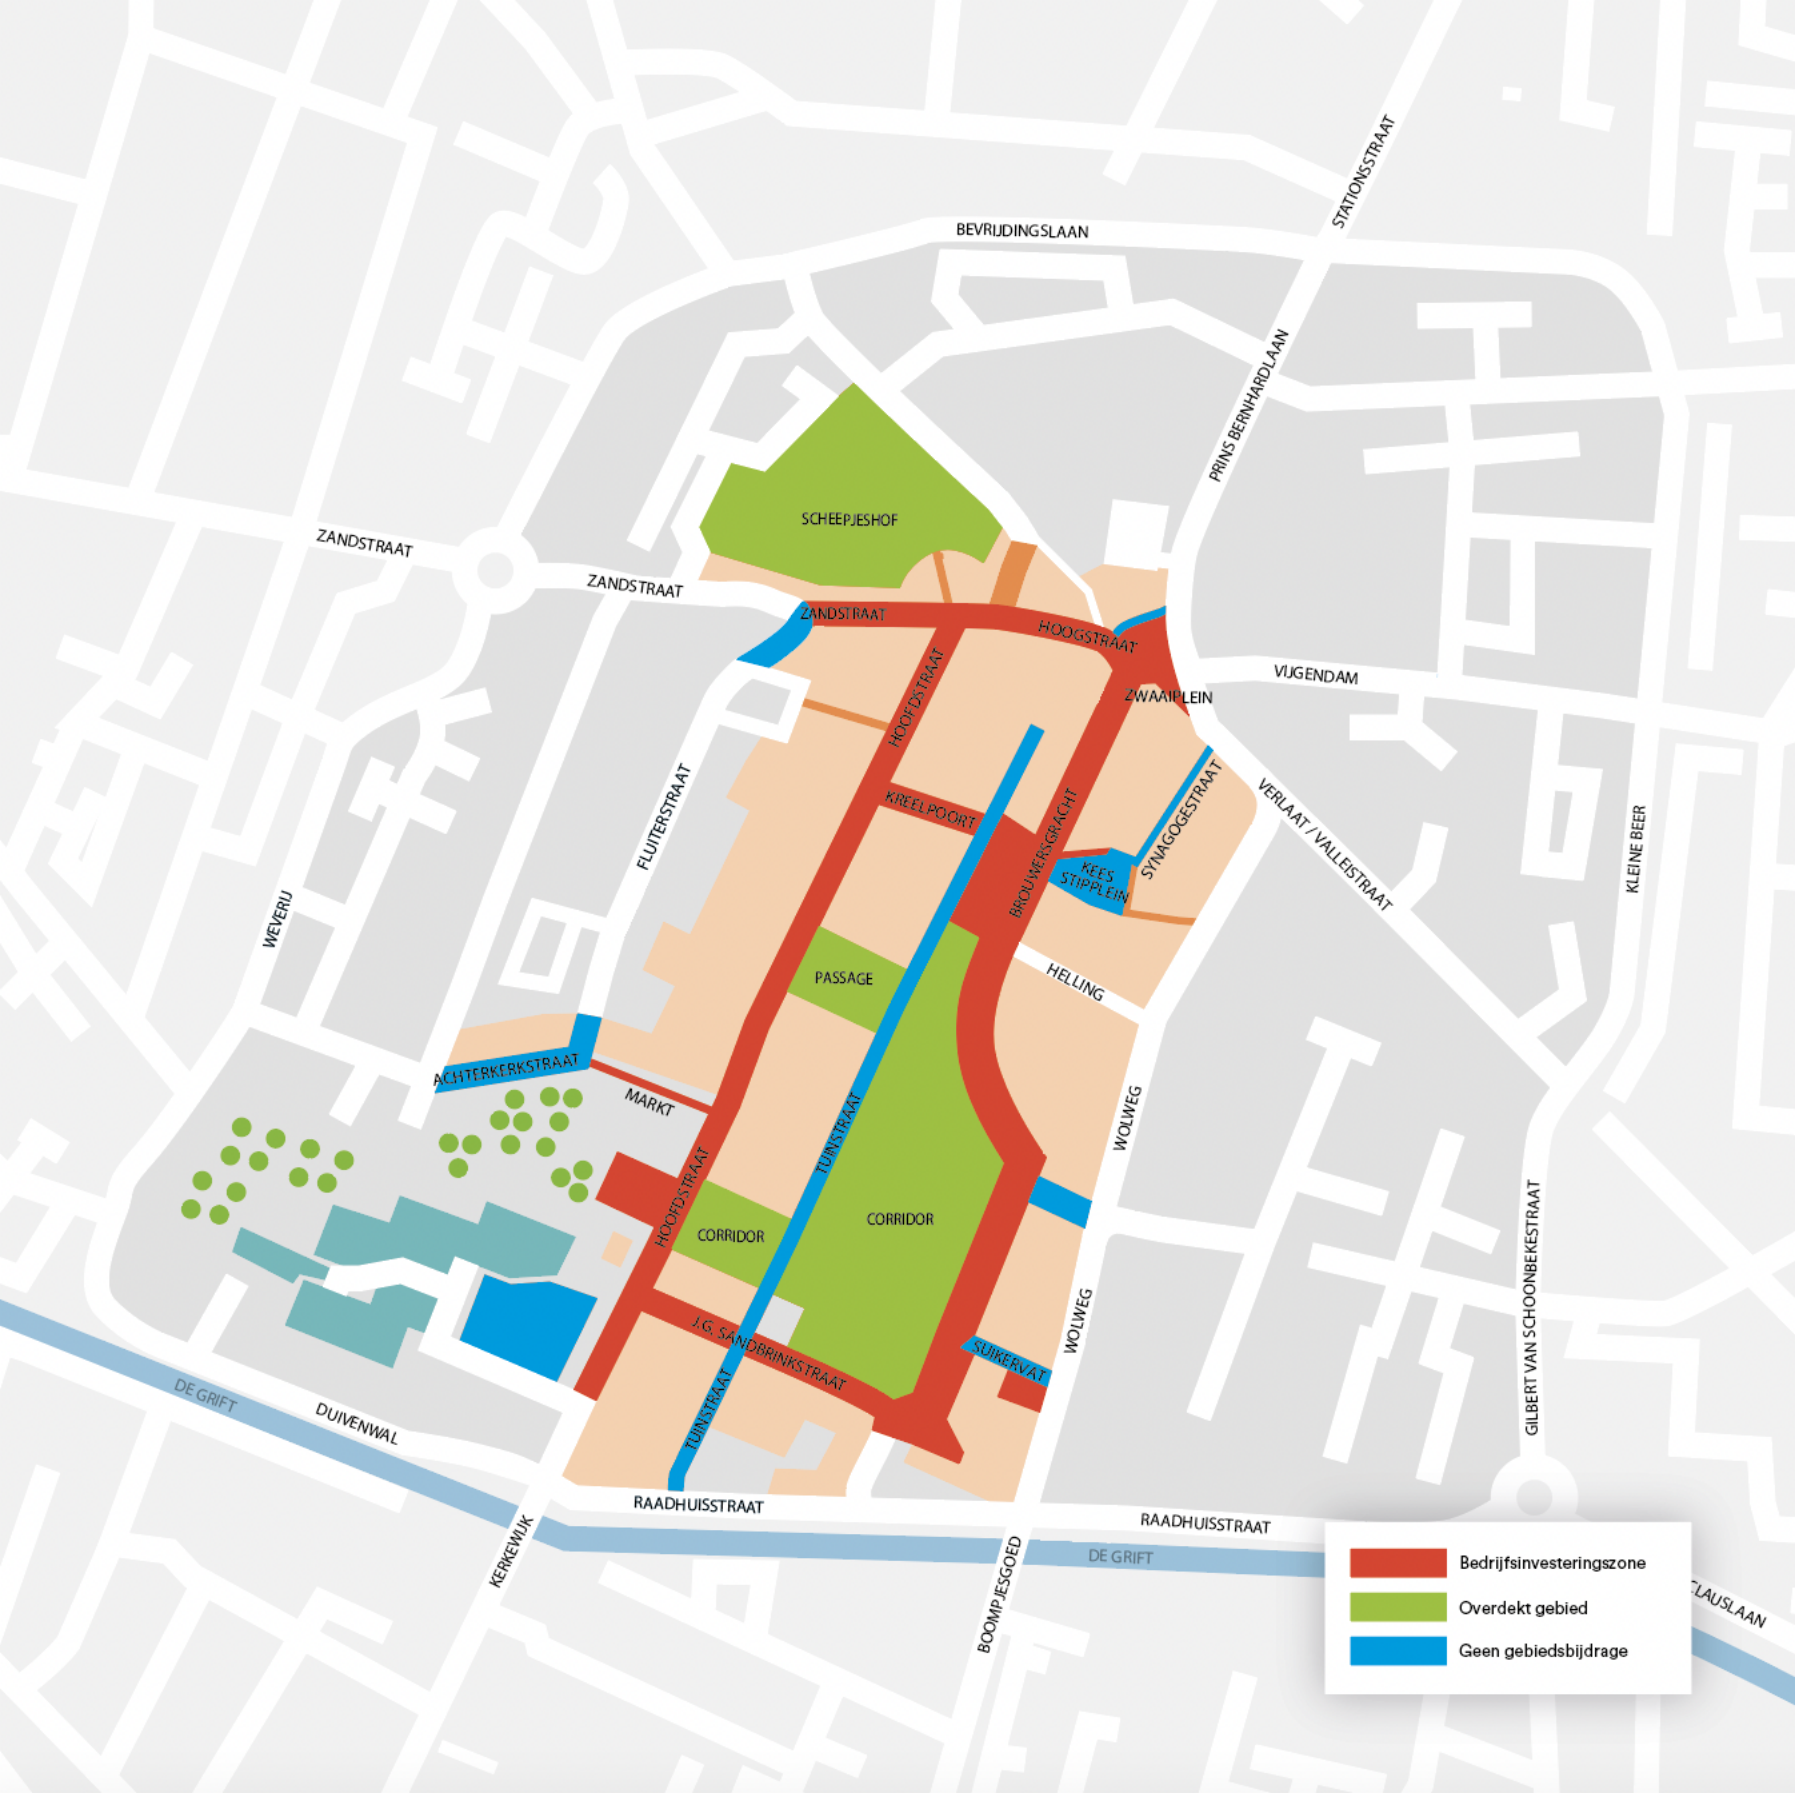 STATIONSSTRAAT
BEVRIJDINGSLAAN
PRINS BERNHARDLAAN
SCHEEPJESHOF
ZANDSTRAAT
ZANDSTRAAT
ZANDSTRAAT
HOOGSTRAAT
HOOFDSTRAAT
ZWAAIPLEIN
VIJGENDAM
FLUITERSTRAAT
KREELPOORT
BROUWERSGRACHT
SYNAGOGESTRAAT
VERLAAT / VALLEISTRAAT
KLEINE BEER
KEES
STIPPLEIN
WEVERIJ
PASSAGE
HELLING
ACHTERKERKSTRAAT
MARKT
TUINSTRAAT
WOLWEG
HOOFDSTRAAT
CORRIDOR
CORRIDOR
GILBERT VAN SCHOONBEKESTRAAT
WOLWEG
J.G. SANDBRINKSTRAAT
SUIKERVAT
DE GRIFT
DUIVENWAL
TUINSTRAAT
RAADHUISSTRAAT
RAADHUISSTRAAT
KERKEWIJK
DE GRIFT
BOOMPJESGOED
CLAUSLAAN
Bedrijfsinvesteringszone
Overdekt gebied
Geen gebiedsbijdrage